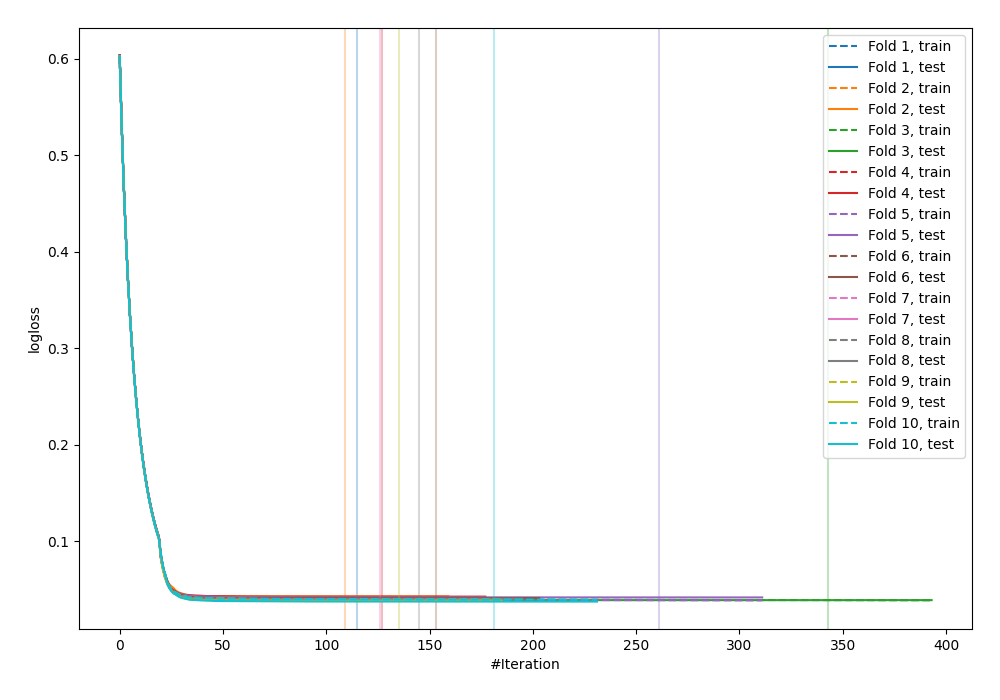 0.6
0.5
0.4
0.3
0.2
0.1
logloss
0
50
100
150
200
250
300
350
400
#Iteration
Fold 1, train
Fold 1, test
Fold 2, train
Fold 2, test
Fold 3, train
Fold 3, test
Fold 4, train
Fold 4, test
Fold 5, train
Fold 5, test
Fold 6, train
Fold 6, test
Fold 7, train
Fold 7, test
Fold 8, train
Fold 8, test
Fold 9, train
Fold 9, test
Fold 10, train
Fold 10, test